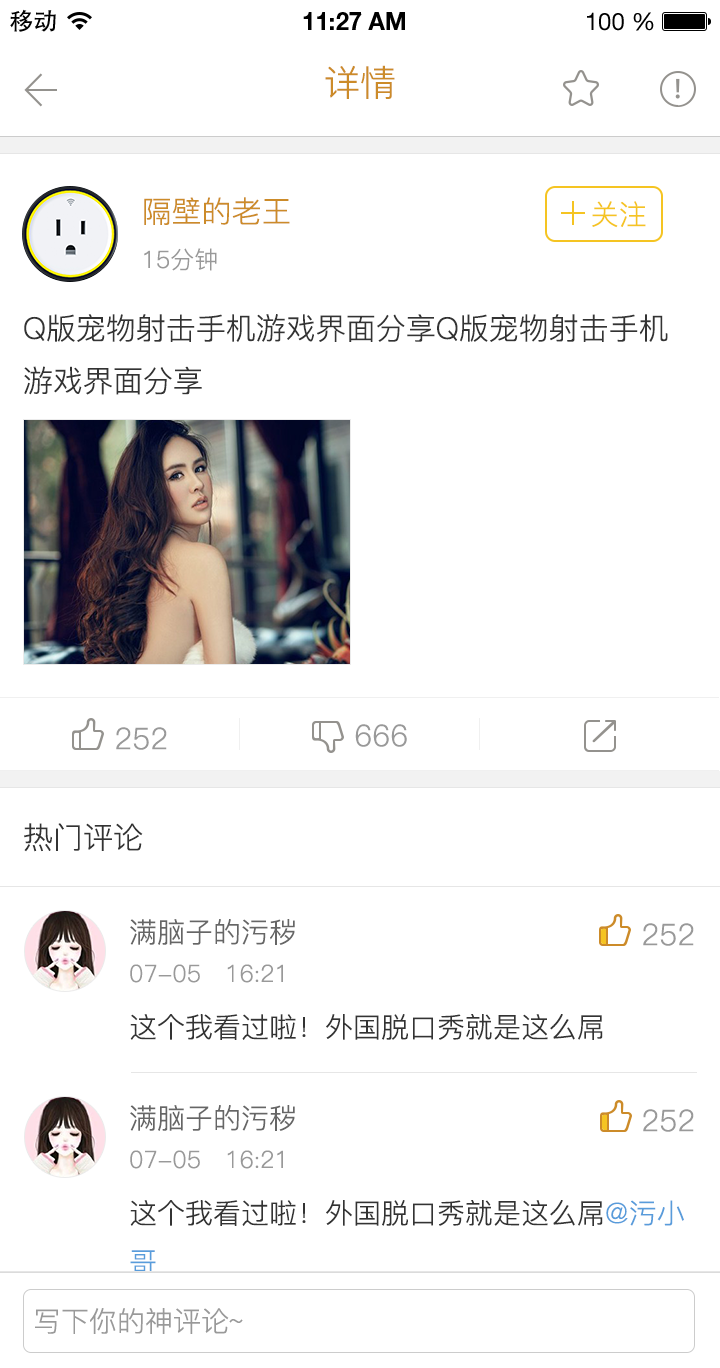 移动 11:27 AM 100 %
详情
隔壁的老王
+关注
15分钟
Q版宠物射击手机游戏界面分享Q版宠物射击手机
游戏界面分享
252 666
热门评论
满脑子的污秽 252
07-05 16:21
这个我看过啦！外国脱口秀就是这么屌
满脑子的污秽 252
07-05 16:21
这个我看过啦！外国脱口秀就是这么屌@污小
哥
写下你的神评论~